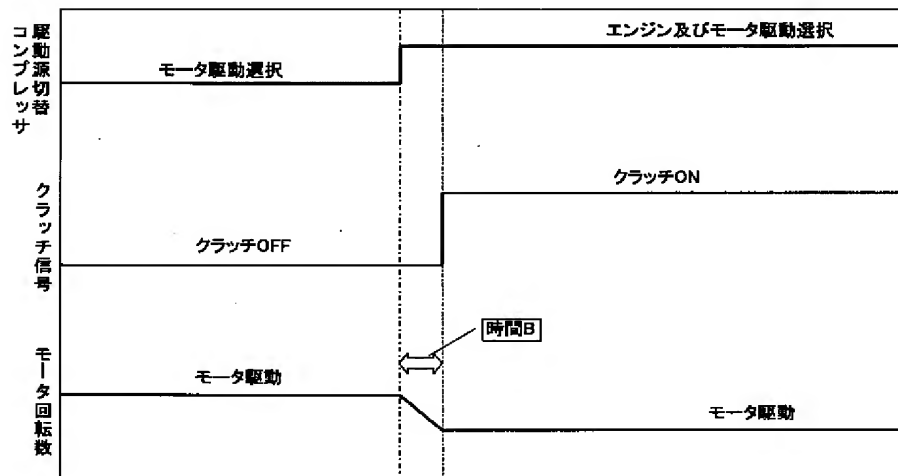 コンプレッサ
駆動源切替
モータ駆動選択
エンジン及びモータ駆動選択
クラッチ信号
クラッチOFF
クラッチON
時間B
モータ回転数
モータ駆動
モータ駆動